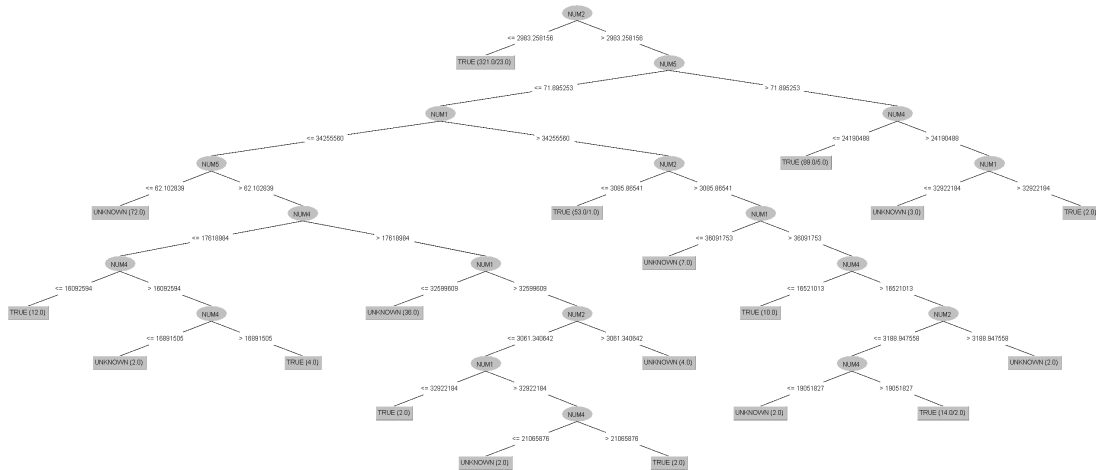 NUM2
<= 2983.258156 > 2983.258156
TRUE (321.0/23.0) NUM5
<= 71.895253 > 71.895253
NUM1 NUM4
<= 34255560 > 34255560 <= 24190488 > 24190488
NUM5 NUM2 TRUE (89.0/5.0) NUM1
<= 62.102839 > 62.102839 <= 3085.86541 > 3085.86541 <= 32922184 > 32922184
UNKNOWN (72.0) NUM4 TRUE (53.0/1.0) NUM1 UNKNOWN (3.0) TRUE (2.0)
<= 17618984 > 17618984 <= 36091753 > 36091753
NUM4 NUM1 UNKNOWN (7.0) NUM4
<= 16092594 > 16092594 <= 32599609 > 32599609 <= 16521013 > 16521013
TRUE (12.0) NUM4 UNKNOWN (36.0) NUM2 TRUE (10.0) NUM2
<= 16891505 > 16891505 <= 3061.340642 > 3061.340642 <= 3188.947558 > 3188.947558
UNKNOWN (2.0) TRUE (4.0) NUM1 UNKNOWN (4.0) NUM4 UNKNOWN (2.0)
<= 32922184 > 32922184 <= 19051827 > 19051827
TRUE (2.0) NUM4 UNKNOWN (2.0) TRUE (14.0/2.0)
<= 21065876 > 21065876
UNKNOWN (2.0) TRUE (2.0)